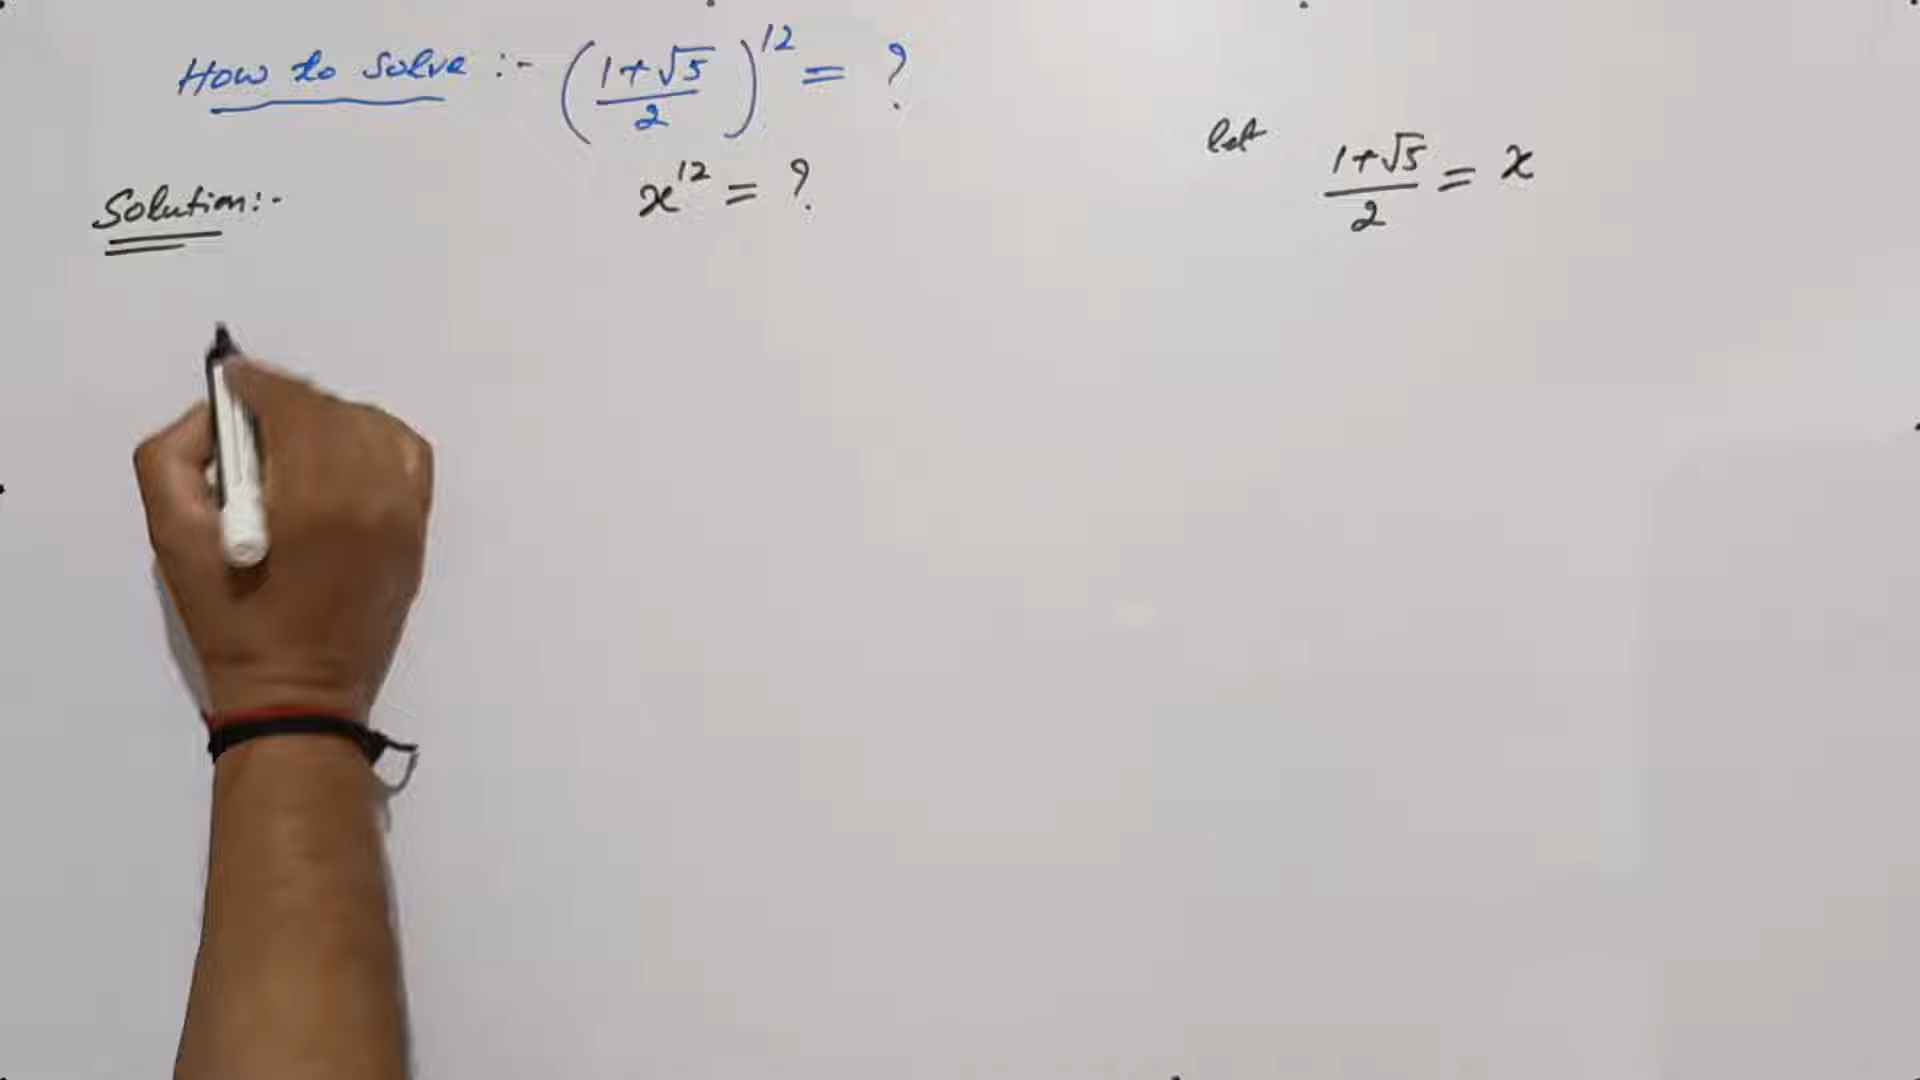 How to solve :- ((1+√5)/2)^12 = ?
let (1+√5)/2 = x
x^12 = ?
Solution:-